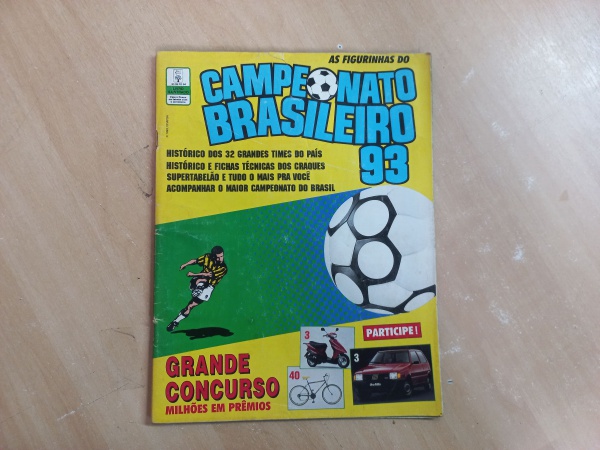 AS FIGURINHAS DO
CAMPEONATO
BRASILEIRO
93
HISTÓRICO DOS 32 GRANDES TIMES DO PAÍS
HISTÓRICO E FICHAS TÉCNICAS DOS CRAQUES
SUPERTABELÃO E TUDO O MAIS PRA VOCÊ
ACOMPANHAR O MAIOR CAMPEONATO DO BRASIL
PARTICIPE!
3
3
40
GRANDE
CONCURSO
MILHÕES EM PRÊMIOS